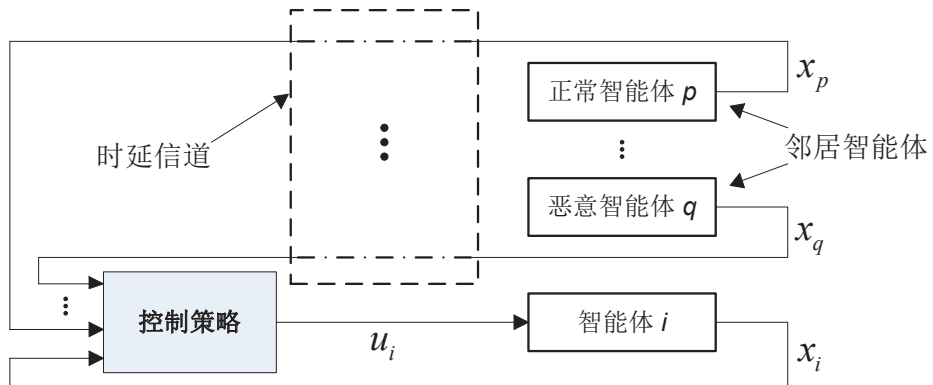 正常智能体 p
x_p
时延信道
邻居智能体
恶意智能体 q
x_q
控制策略
u_i
智能体 i
x_i